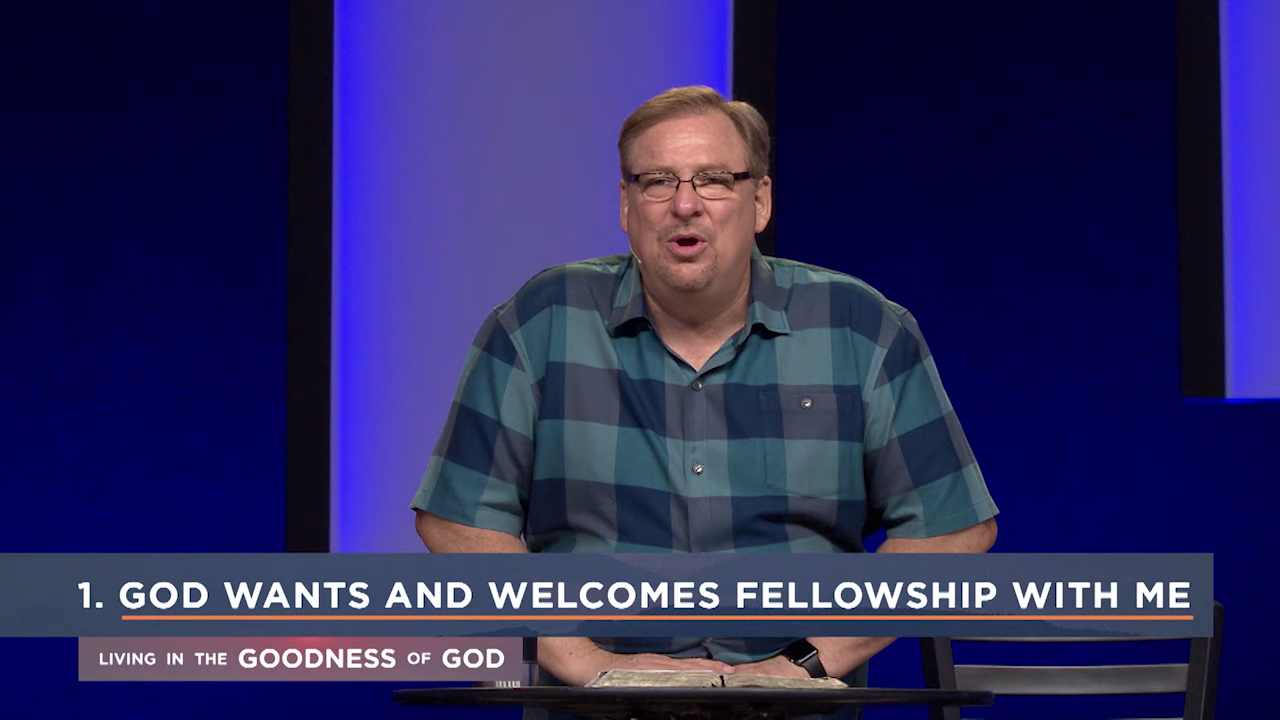 1. GOD WANTS AND WELCOMES FELLOWSHIP WITH ME
LIVING IN THE GOODNESS OF GOD